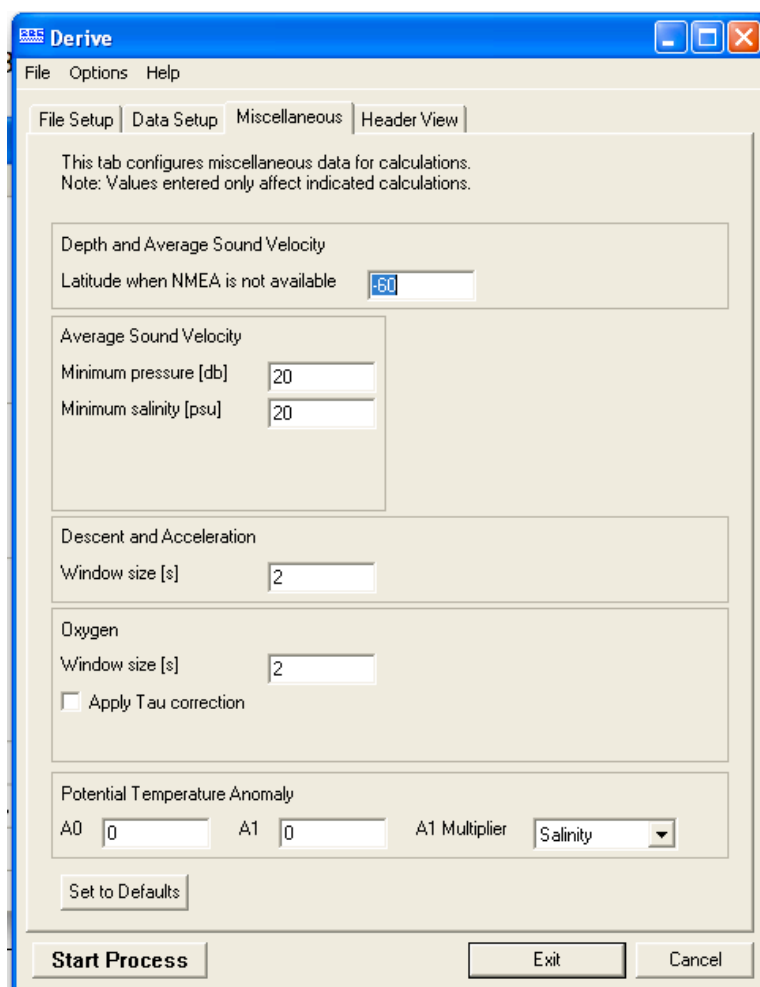 Derive
File Options Help
File Setup Data Setup Miscellaneous Header View
This tab configures miscellaneous data for calculations.
Note: Values entered only affect indicated calculations.
Depth and Average Sound Velocity
Latitude when NMEA is not available -60
Average Sound Velocity
Minimum pressure [db] 20
Minimum salinity [psu] 20
Descent and Acceleration
Window size [s] 2
Oxygen
Window size [s] 2
Apply Tau correction
Potential Temperature Anomaly
A0 0 A1 0 A1 Multiplier Salinity
Set to Defaults
Start Process Exit Cancel